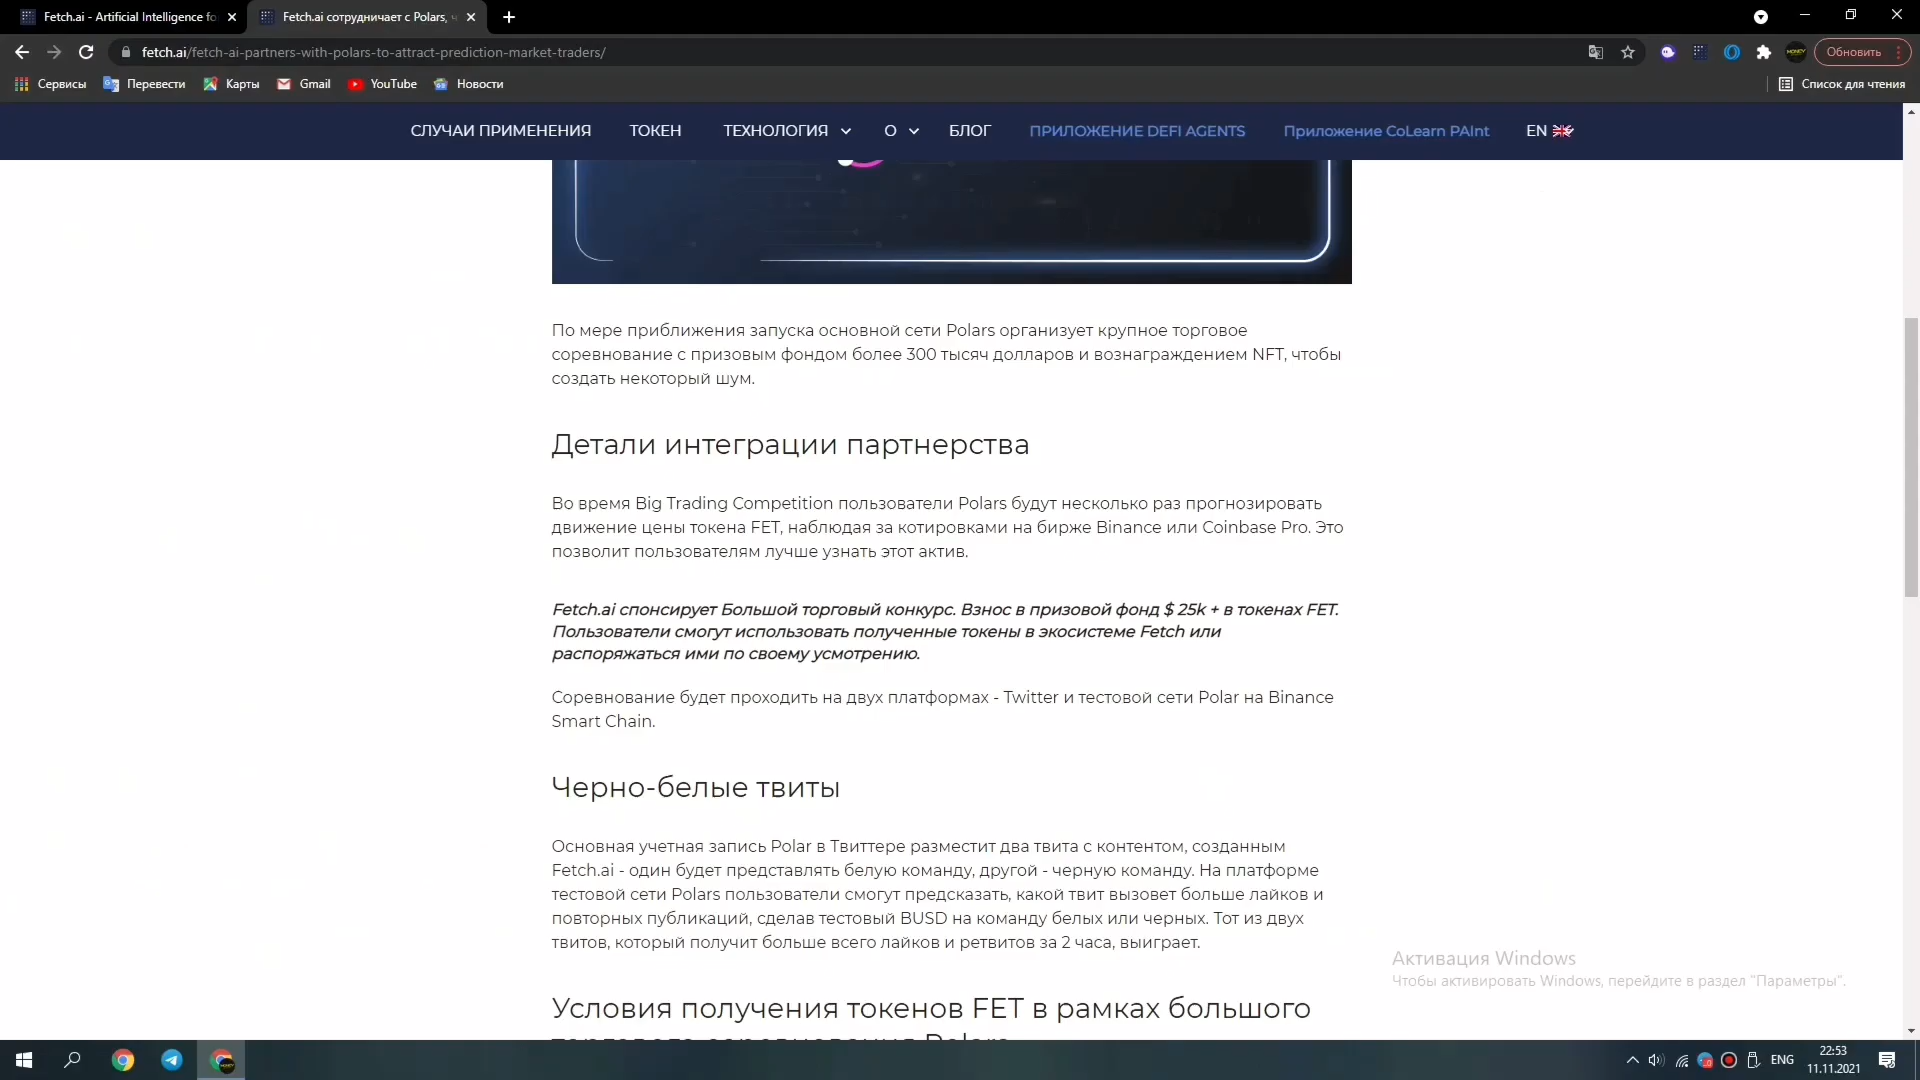 Fetch.ai - Artificial Intelligence fo
Fetch.ai сотрудничает с Polars, ч
fetch.ai/fetch-ai-partners-with-polars-to-attract-prediction-market-traders/
Обновить
Сервисы Перевести Карты Gmail YouTube Новости Список для чтения
СЛУЧАИ ПРИМЕНЕНИЯ ТОКЕН ТЕХНОЛОГИЯ О БЛОГ ПРИЛОЖЕНИЕ DEFI AGENTS Приложение CoLearn PAInt EN
По мере приближения запуска основной сети Polars организует крупное торговое
соревнование с призовым фондом более 300 тысяч долларов и вознаграждением NFT, чтобы
создать некоторый шум.
Детали интеграции партнерства
Во время Big Trading Competition пользователи Polars будут несколько раз прогнозировать
движение цены токена FET, наблюдая за котировками на бирже Binance или Coinbase Pro. Это
позволит пользователям лучше узнать этот актив.
Fetch.ai спонсирует Большой торговый конкурс. Взнос в призовой фонд $ 25k + в токенах FET.
Пользователи смогут использовать полученные токены в экосистеме Fetch или
распоряжаться ими по своему усмотрению.
Соревнование будет проходить на двух платформах - Twitter и тестовой сети Polar на Binance
Smart Chain.
Черно-белые твиты
Основная учетная запись Polar в Твиттере разместит два твита с контентом, созданным
Fetch.ai - один будет представлять белую команду, другой - черную команду. На платформе
тестовой сети Polars пользователи смогут предсказать, какой твит вызовет больше лайков и
повторных публикаций, сделав тестовый BUSD на команду белых или черных. Тот из двух
твитов, который получит больше всего лайков и ретвитов за 2 часа, выиграет.
Активация Windows
Чтобы активировать Windows, перейдите в раздел "Параметры".
Условия получения токенов FET в рамках большого
торгового соревнования Polars
ENG
22:53
11.11.2021